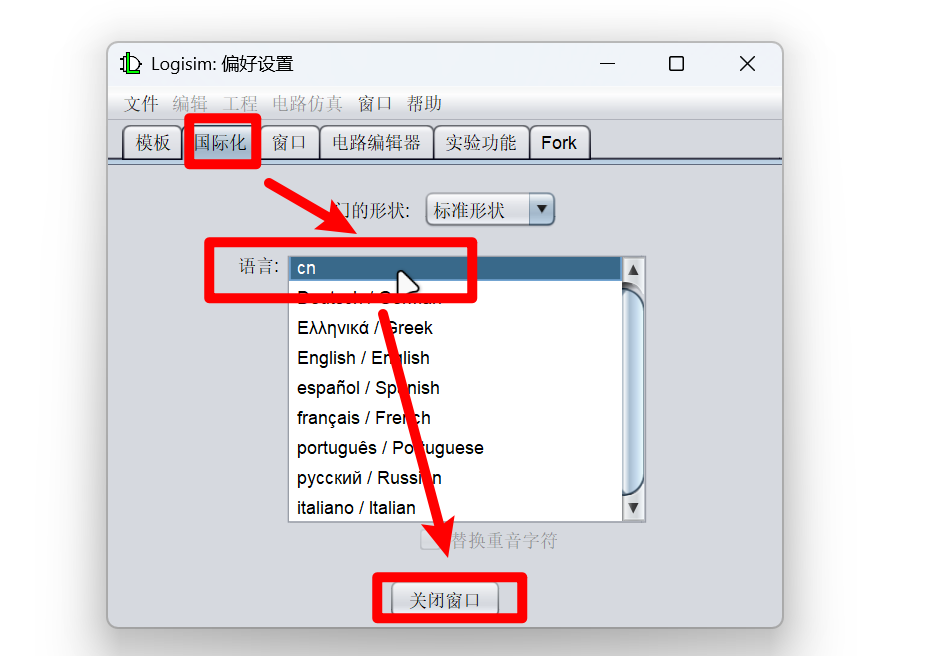 Logisim: 偏好设置
文件 编辑 工程 电路仿真 窗口 帮助
模板 国际化 窗口 电路编辑器 实验功能 Fork
门的形状: 标准形状
语言: cn
Deutsch / German
Ελληνικά / Greek
English / English
español / Spanish
français / French
português / Portuguese
русский / Russian
italiano / Italian
替换重音字符
关闭窗口